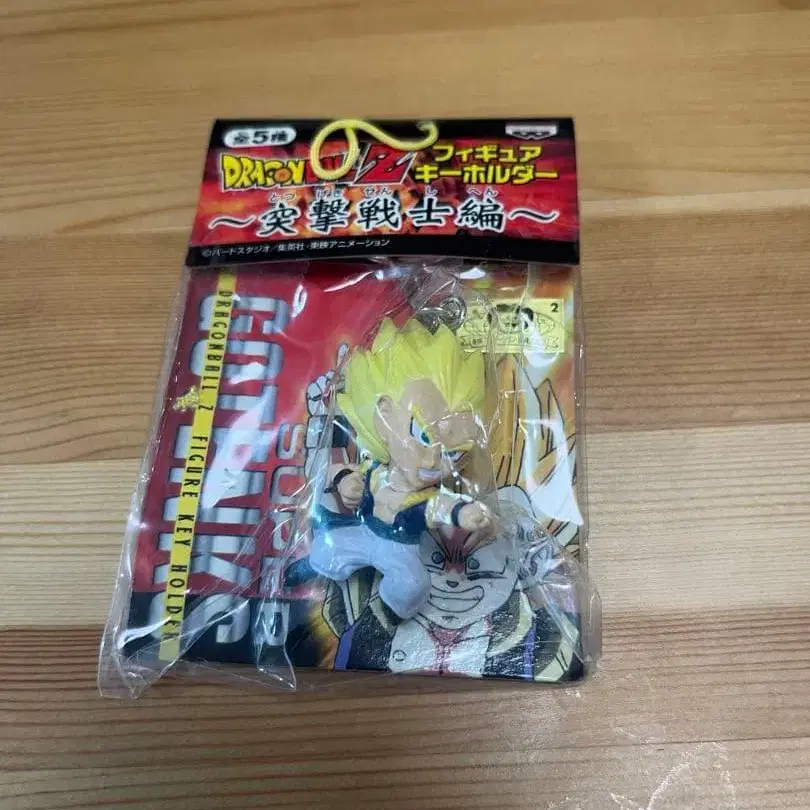 全5種
BANPRESTO
DRAGON BALL Z
フィギュア
キーホルダー
とつ げき せん し へん
～突撃戦士編～
©バードスタジオ／集英社・東映アニメーション
2
DRAGONBALL Z FIGURE KEY HOLDER
SUPER
GOTENKS